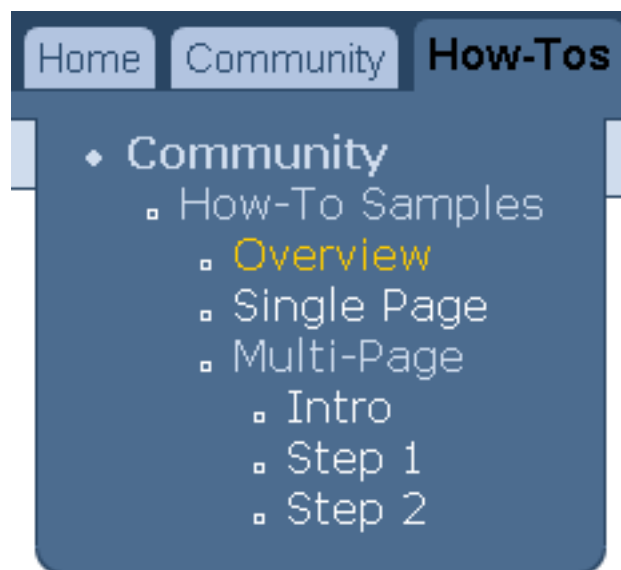 Home Community How-Tos
Community
How-To Samples
Overview
Single Page
Multi-Page
Intro
Step 1
Step 2